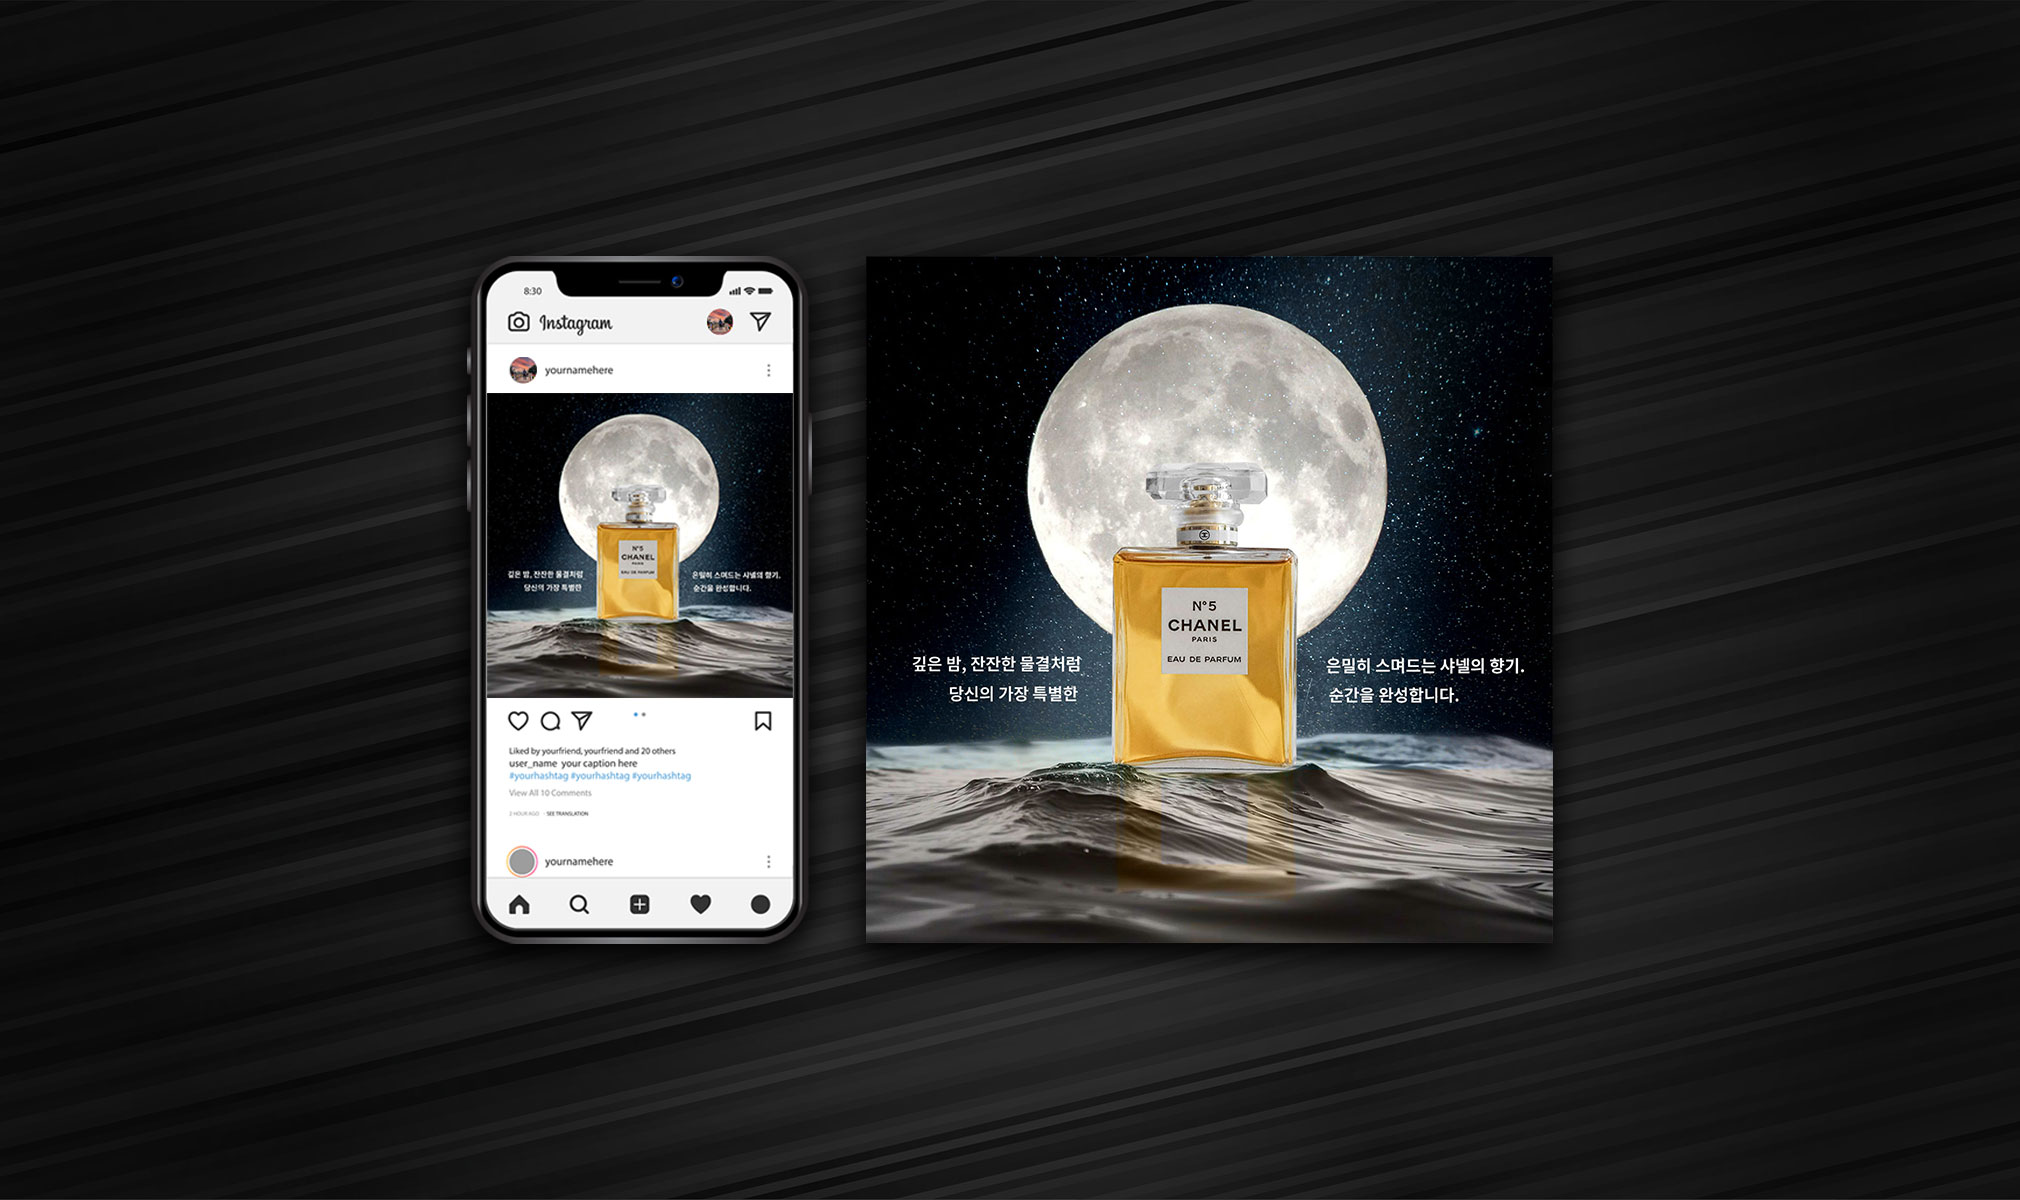 8:30
Instagram
yournamehere
N°5
CHANEL
PARIS
EAU DE PARFUM
깊은 밤, 잔잔한 물결처럼
당신의 가장 특별한
은밀히 스며드는 샤넬의 향기.
순간을 완성합니다.
Liked by yourfriend, yourfriend and 20 others
user_name your caption here
#yourhashtag #yourhashtag #yourhashtag
View All 10 Comments
2 HOUR AGO · SEE TRANSLATION
yournamehere
N°5
CHANEL
PARIS
EAU DE PARFUM
깊은 밤, 잔잔한 물결처럼
은밀히 스며드는 샤넬의 향기.
당신의 가장 특별한
순간을 완성합니다.